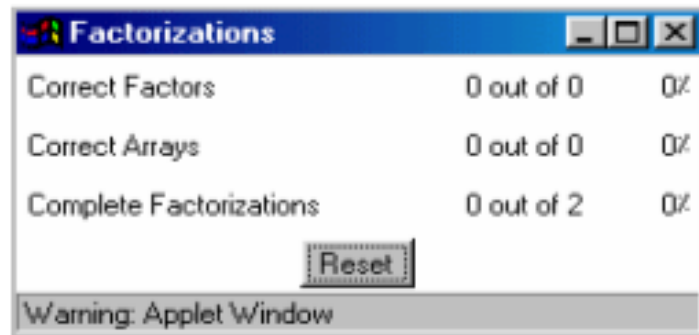 Factorizations
Correct Factors 0 out of 0 0%
Correct Arrays 0 out of 0 0%
Complete Factorizations 0 out of 2 0%
Reset
Warning: Applet Window